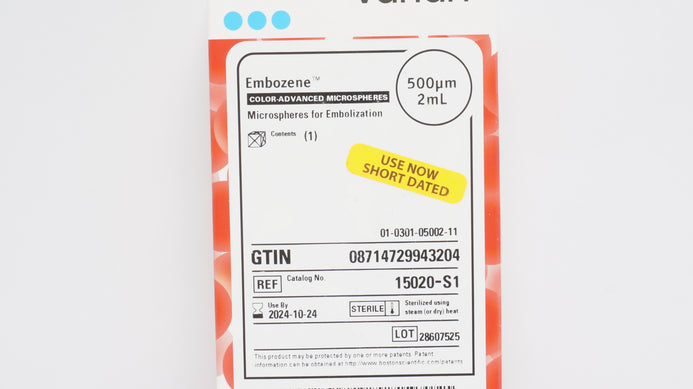 Embozene™
COLOR-ADVANCED MICROSPHERES
Microspheres for Embolization
500µm
2mL
Contents (1)
USE NOW
SHORT DATED
01-0301-05002-11
GTIN 08714729943204
REF Catalog No. 15020-S1
Use By
2024-10-24
STERILE Sterilized using
steam (or dry) heat
LOT 28607525
This product may be protected by one or more patents. Patent
information can be obtained at http://www.bostonscientific.com/patents